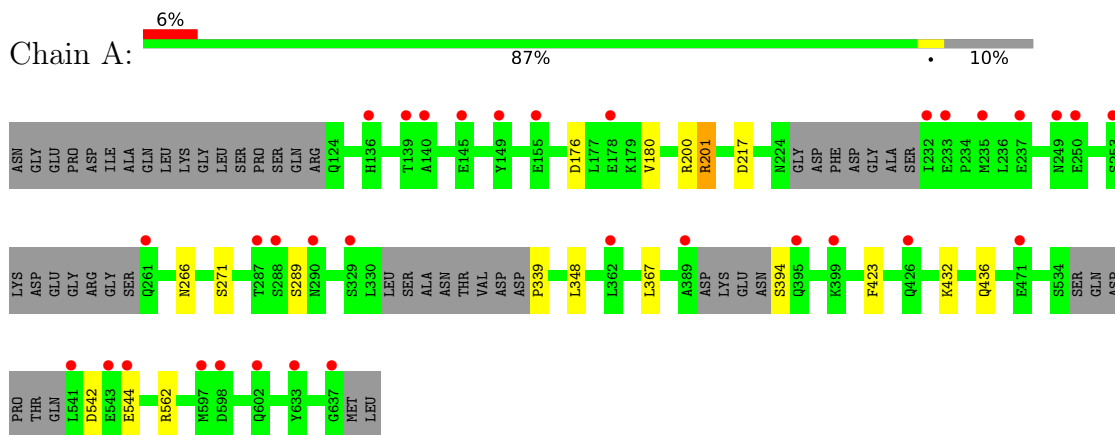 6%
Chain A:
87% • 10%
ASN GLY GLU PRO ASP ILE ALA GLN LEU LYS GLY LEU SER PRO SER GLN ARG Q124 H136 T139 A140 E145 Y149 E155 D176 L177 E178 K179 V180 R200 R201 D217 N224 GLY ASP PHE ASP GLY ALA SER I232 E233 P234 M235 L236 E237 N249 E250 S253
LYS ASP GLU GLY ARG GLY SER Q261 N266 S271 T287 S288 S289 N290 S329 L330 LEU SER ALA ASN THR VAL ASP ASP P339 L348 L362 L367 A389 ASP LYS GLU ASN S394 Q395 K399 F423 Q426 K432 Q436 E471 S534 SER GLN ASP
PRO THR GLN L541 D542 E543 E544 R562 M597 D598 Q602 Y633 G637 MET LEU